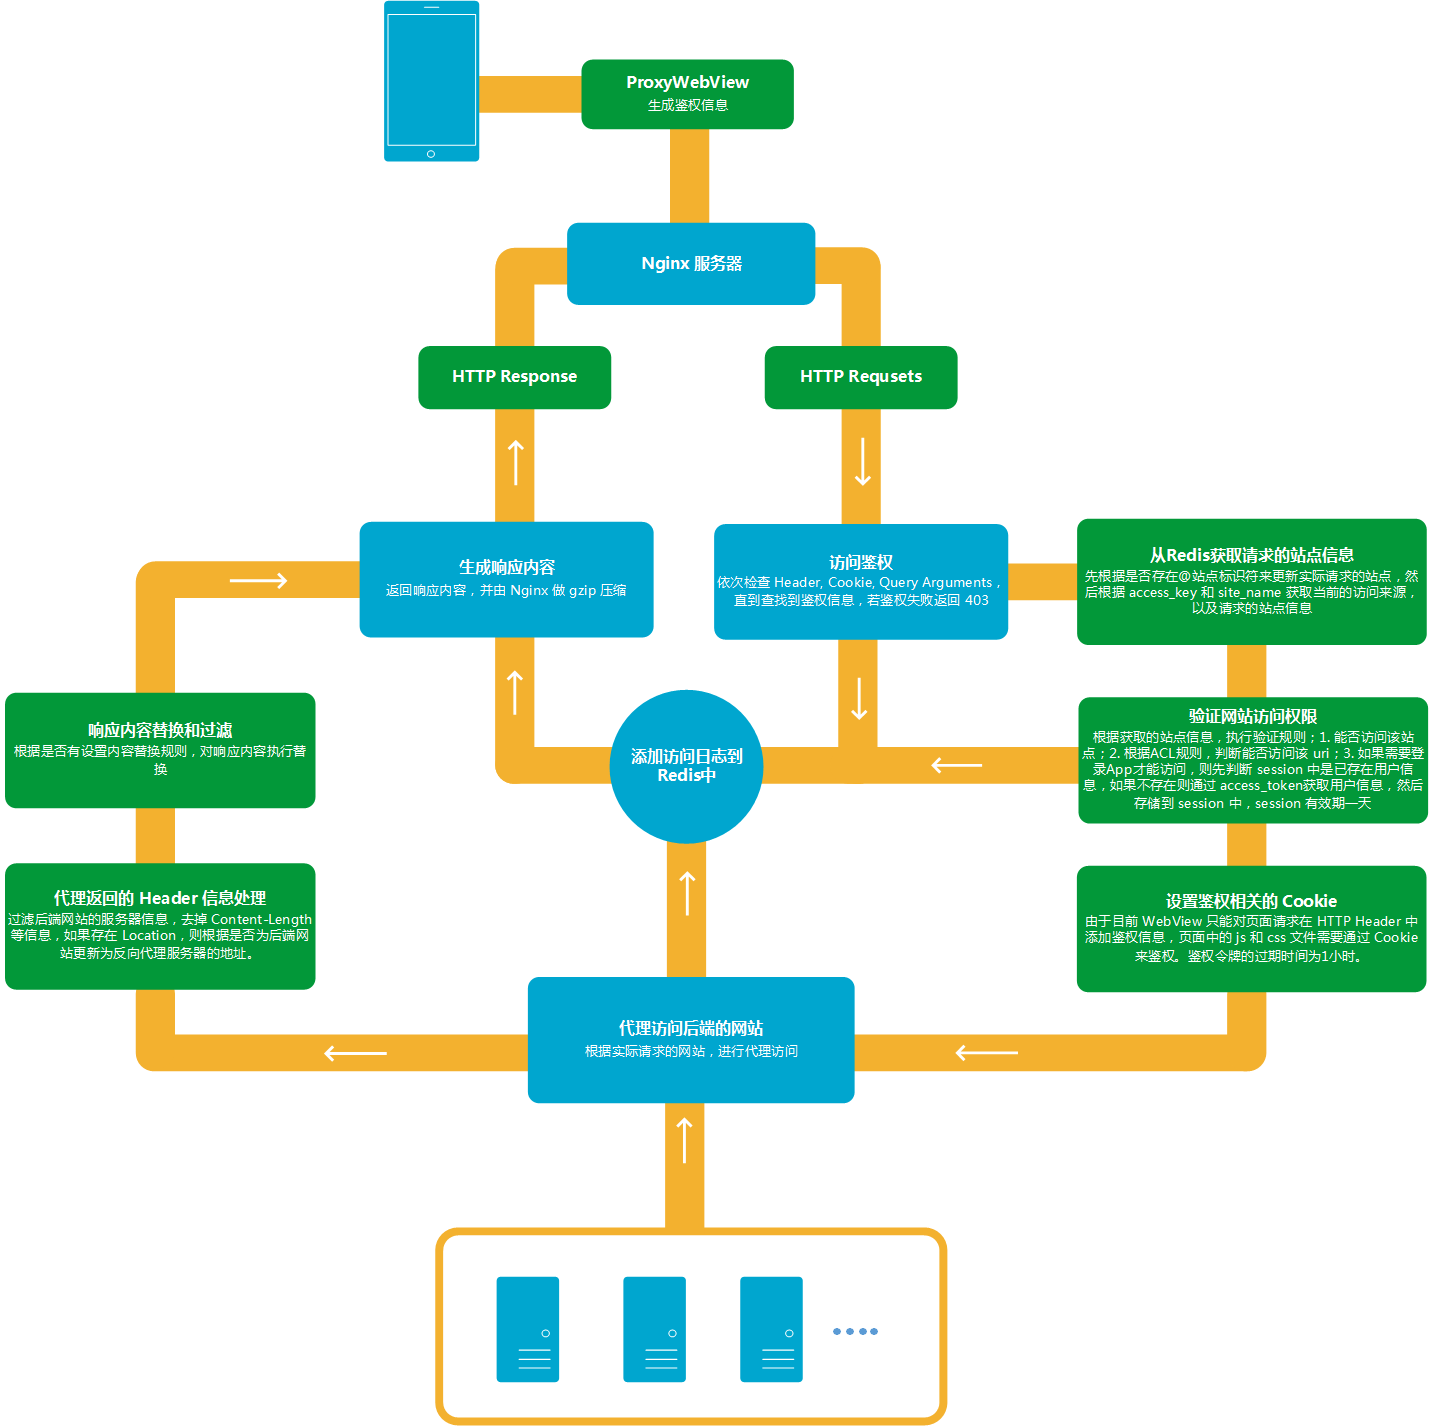 ProxyWebView
生成鉴权信息
Nginx 服务器
HTTP Response
HTTP Requsets
生成响应内容
返回响应内容，并由 Nginx 做 gzip 压缩
访问鉴权
依次检查 Header, Cookie, Query Arguments，
直到查找到鉴权信息，若鉴权失败返回 403
从Redis获取请求的站点信息
先根据是否存在@站点标识符来更新实际请求的站点，然
后根据 access_key 和 site_name 获取当前的访问来源，
以及请求的站点信息
响应内容替换和过滤
根据是否有设置内容替换规则，对响应内容执行替
换
添加访问日志到
Redis中
验证网站访问权限
根据获取的站点信息，执行验证规则；1. 能否访问该站
点；2. 根据ACL规则，判断能否访问该 uri；3. 如果需要登
录App才能访问，则先判断 session 中是已存在用户信
息，如果不存在则通过 access_token获取用户信息，然后
存储到 session 中，session 有效期一天
代理返回的 Header 信息处理
过滤后端网站的服务器信息，去掉 Content-Length
等信息，如果存在 Location，则根据是否为后端网
站更新为反向代理服务器的地址。
设置鉴权相关的 Cookie
由于目前 WebView 只能对页面请求在 HTTP Header 中
添加鉴权信息，页面中的 js 和 css 文件需要通过 Cookie
来鉴权。鉴权令牌的过期时间为1小时。
代理访问后端的网站
根据实际请求的网站，进行代理访问